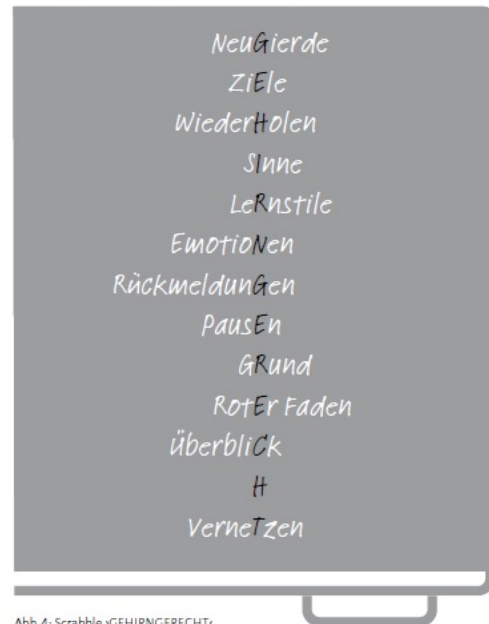 NeuGierde
ZiEle
WiederHolen
SInne
LeRnstile
EmotioNen
RückmeldunGen
PausEn
GRund
RotEr Faden
ÜberbliCk
H
VerneTzen
Abb.4: Scrabble ›GEHIRNGERECHT‹